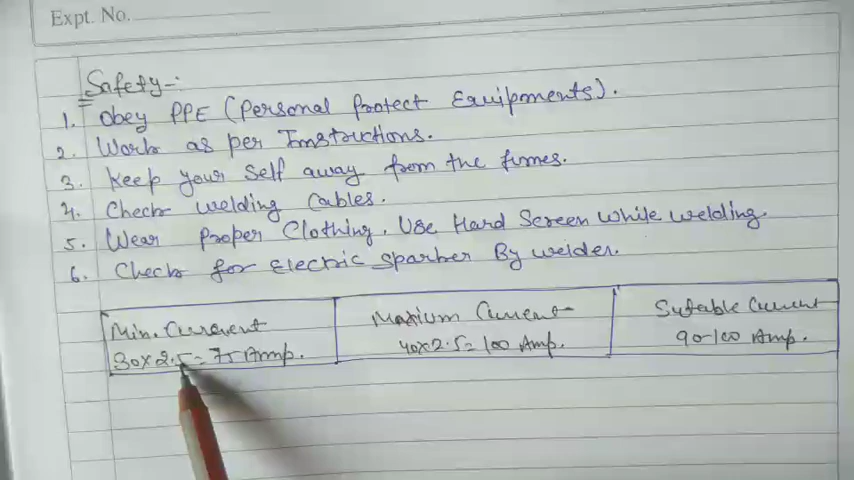 Expt. No.
Safety-:
1. Obey PPE (Personal Protect Equipments).
2. Work as per Instructions.
3. Keep your Self away from the fumes.
4. Check welding Cables.
5. Wear Proper Clothing. Use Hard Screen While welding.
6. Check for Electric Sparker By welder.
Min. Curevent Maxium Current Sutable Current
30x2.5=75 Amp. 40x2.5=100 Amp. 90-100 Amp.